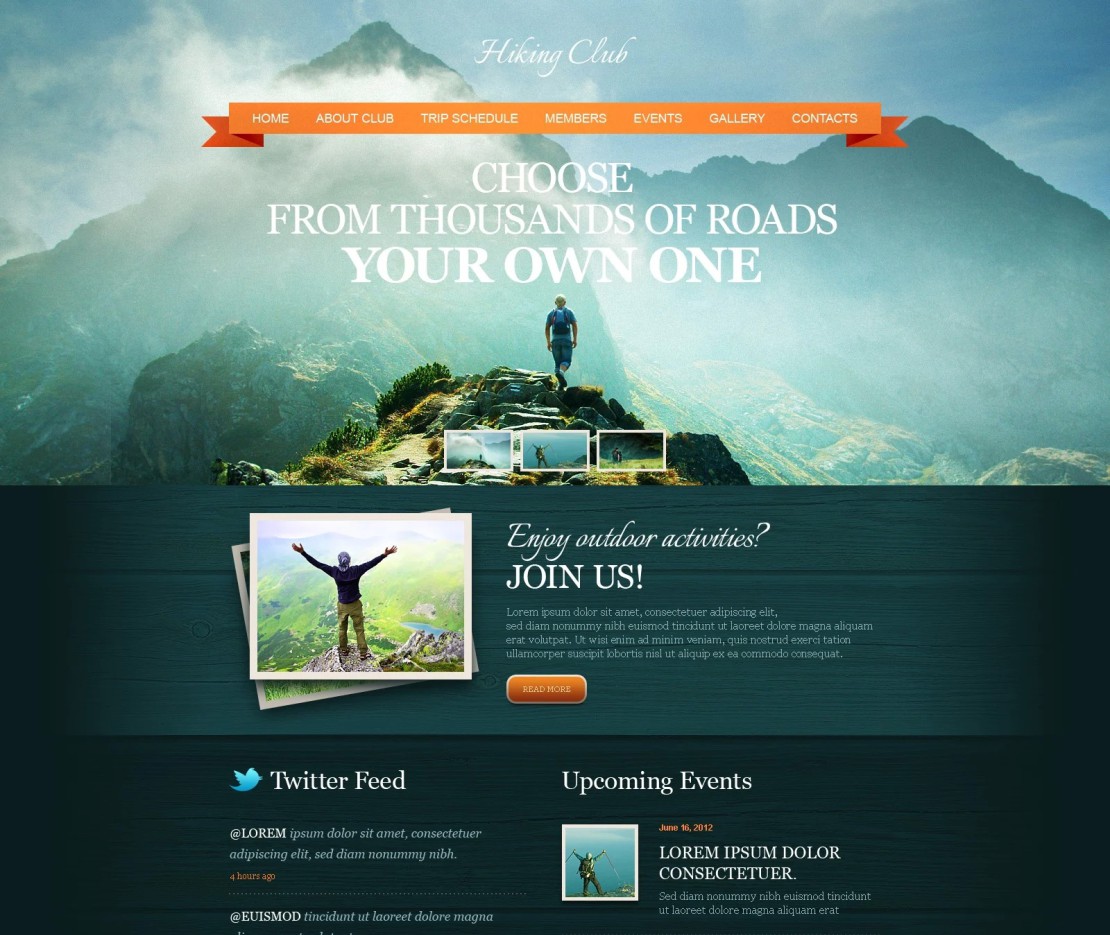 Hiking Club
HOME ABOUT CLUB TRIP SCHEDULE MEMBERS EVENTS GALLERY CONTACTS
CHOOSE
FROM THOUSANDS OF ROADS
YOUR OWN ONE
Enjoy outdoor activities?
JOIN US!
Lorem ipsum dolor sit amet, consectetuer adipiscing elit,
sed diam nonummy nibh euismod tincidunt ut laoreet dolore magna aliquam
erat volutpat. Ut wisi enim ad minim veniam, quis nostrud exerci tation
ullamcorper suscipit lobortis nisl ut aliquip ex ea commodo consequat.
READ MORE
Twitter Feed
@LOREM ipsum dolor sit amet, consectetuer
adipiscing elit, sed diam nonummy nibh.
4 hours ago
@EUISMOD tincidunt ut laoreet dolore magna
Upcoming Events
June 16, 2012
LOREM IPSUM DOLOR
CONSECTETUER.
Sed diam nonummy nibh euismod tincidunt
ut laoreet dolore magna aliquam erat